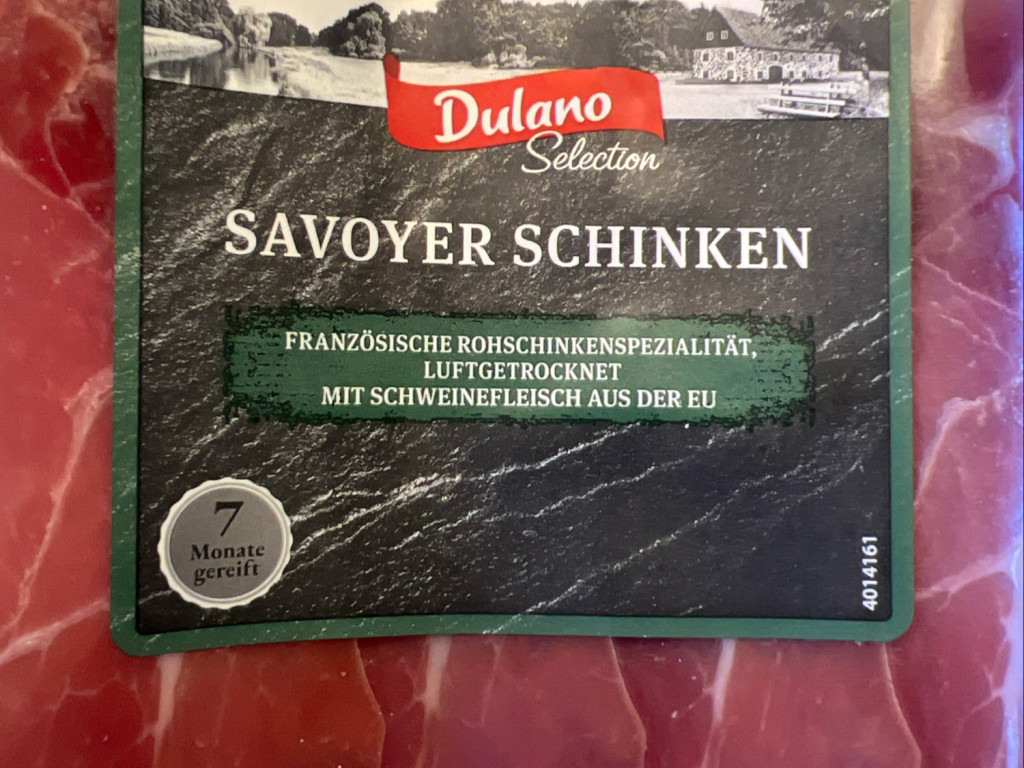 Dulano
Selection
SAVOYER SCHINKEN
FRANZÖSISCHE ROHSCHINKENSPEZIALITÄT,
LUFTGETROCKNET
MIT SCHWEINEFLEISCH AUS DER EU
7
Monate
gereift
4014161